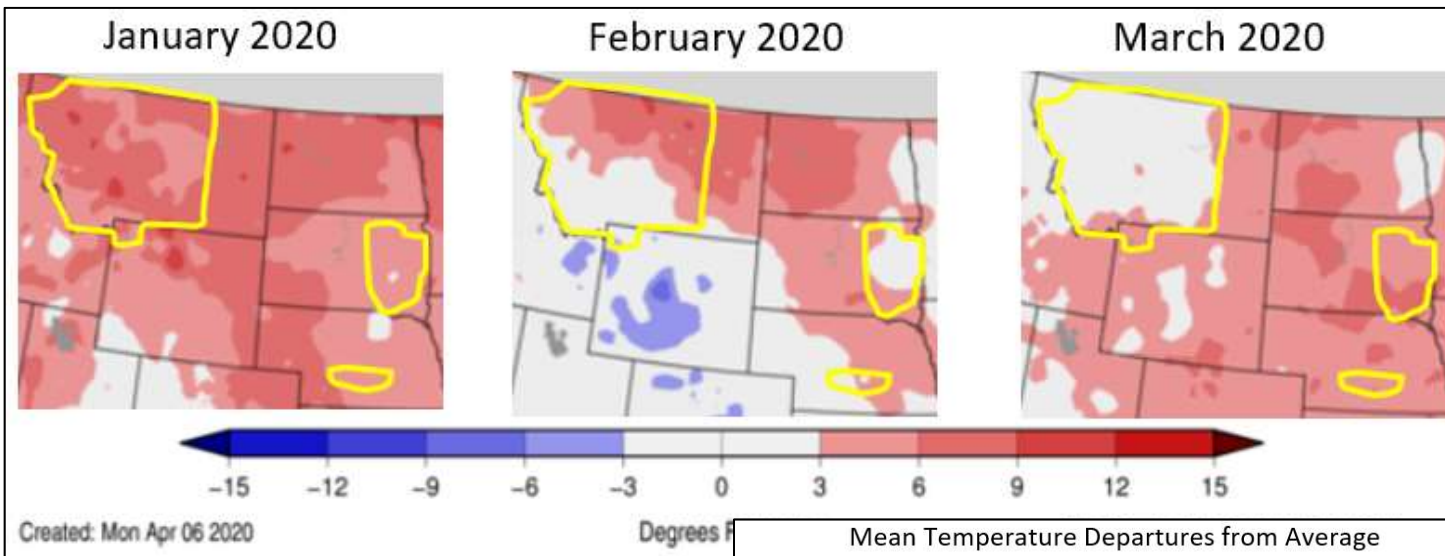 January 2020
February 2020
March 2020
−15 −12 −9 −6 −3 0 3 6 9 12 15
Created: Mon Apr 06 2020
Degrees F
Mean Temperature Departures from Average